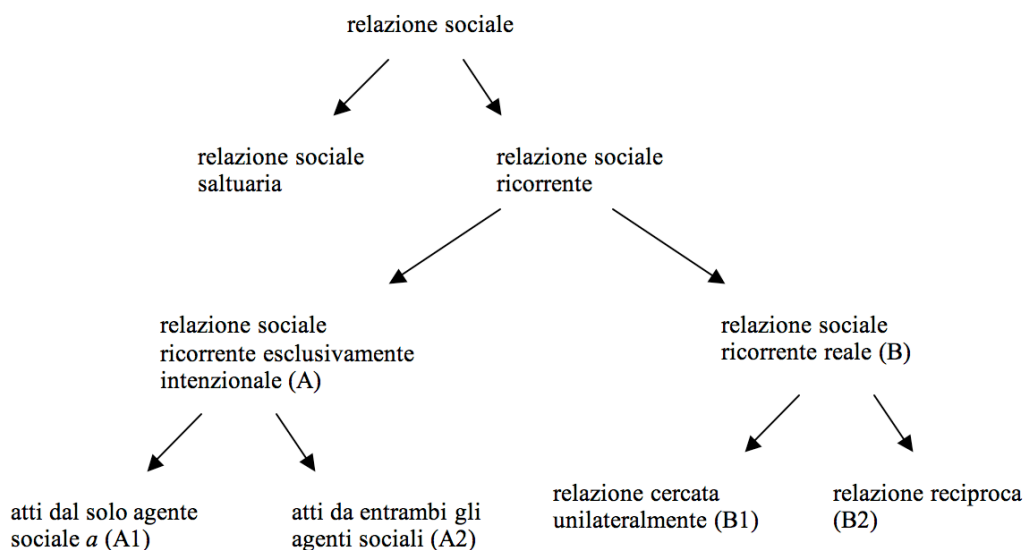 relazione sociale
relazione sociale
saltuaria
relazione sociale
ricorrente
relazione sociale
ricorrente esclusivamente
intenzionale (A)
relazione sociale
ricorrente reale (B)
atti dal solo agente
sociale a (A1)
atti da entrambi gli
agenti sociali (A2)
relazione cercata
unilateralmente (B1)
relazione reciproca
(B2)